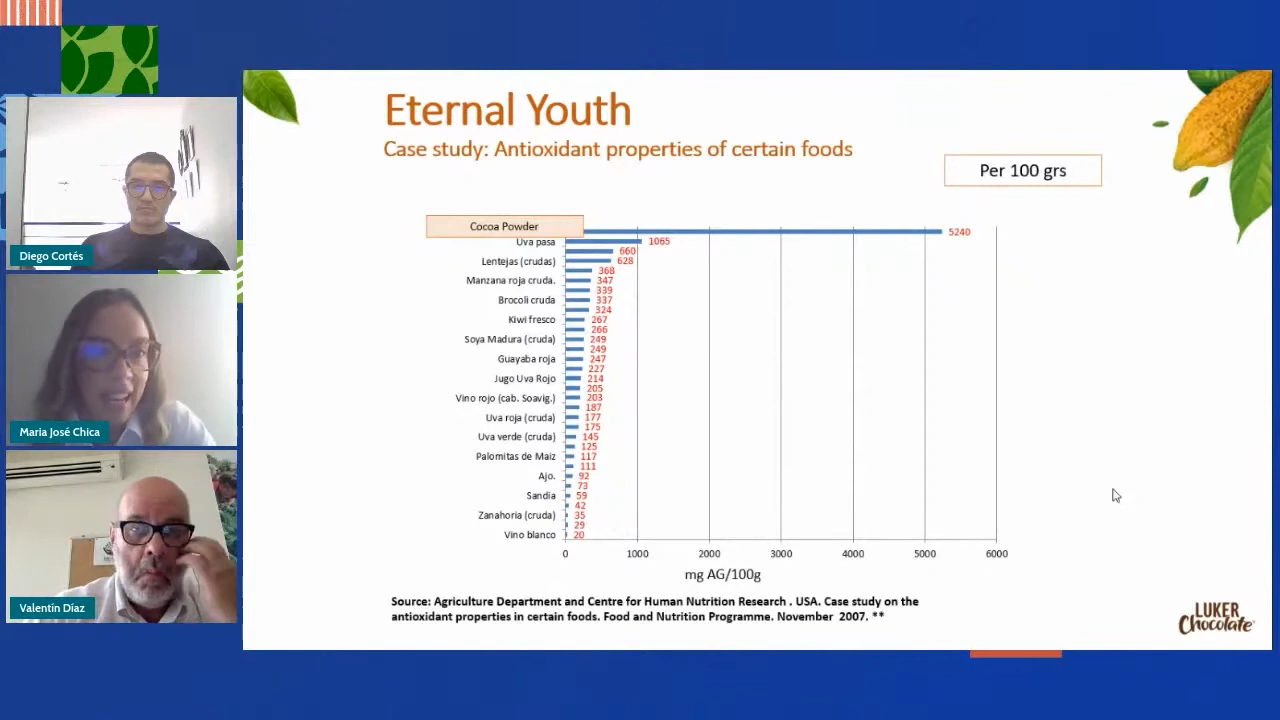 Eternal Youth
Case study: Antioxidant properties of certain foods
Per 100 grs
Cocoa Powder 5240
Uva pasa 1065
660
Lentejas (crudas) 628
368
Manzana roja cruda. 347
339
Brocoli cruda 337
324
Kiwi fresco 267
266
Soya Madura (cruda) 249
249
Guayaba roja 247
227
Jugo Uva Rojo 214
205
Vino rojo (cab. Soavig.) 203
187
Uva roja (cruda) 177
175
Uva verde (cruda) 145
125
Palomitas de Maiz 117
111
Ajo. 92
73
Sandia 59
42
Zanahoria (cruda) 35
29
Vino blanco 20
0 1000 2000 3000 4000 5000 6000
mg AG/100g
Source: Agriculture Department and Centre for Human Nutrition Research . USA. Case study on the
antioxidant properties in certain foods. Food and Nutrition Programme. November 2007. **
LUKER
Chocolate
Diego Cortés
Maria José Chica
Valentín Díaz